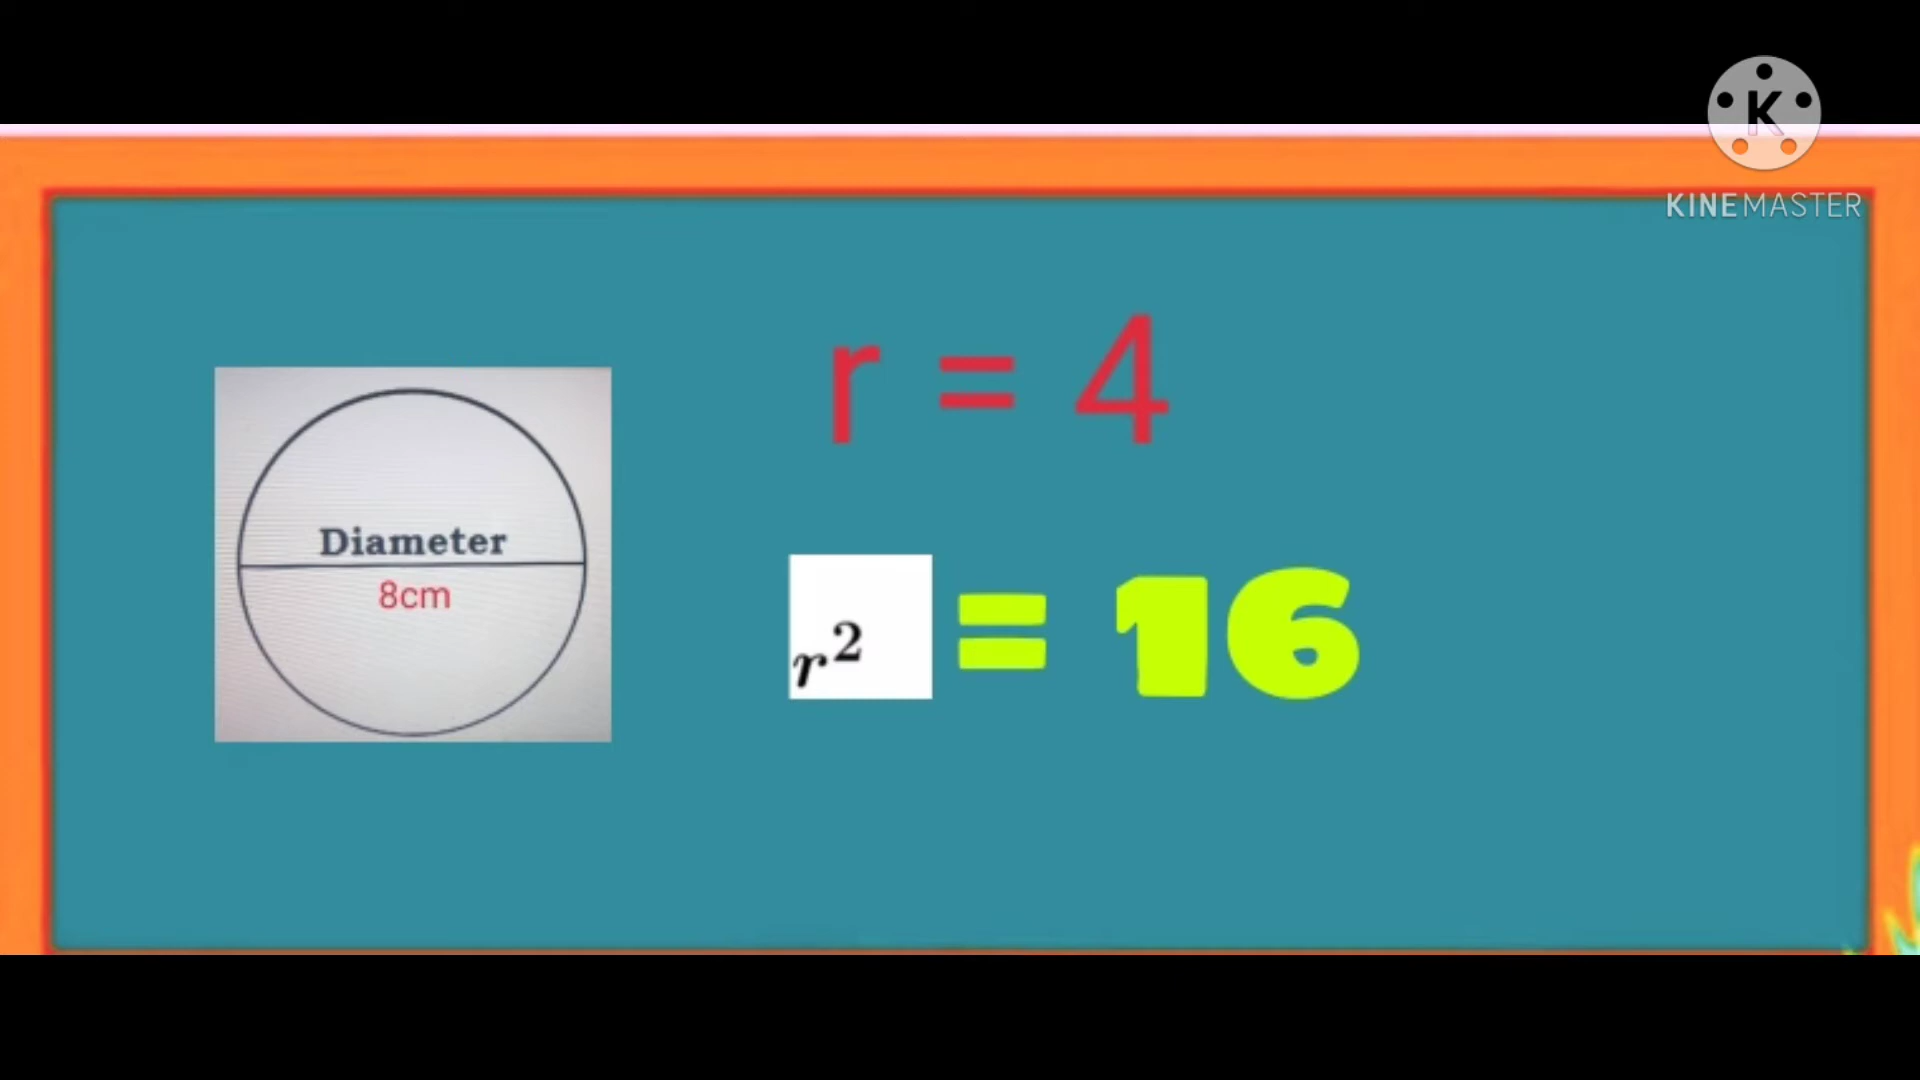 K
KINEMASTER
r = 4
Diameter
8cm
r² = 16